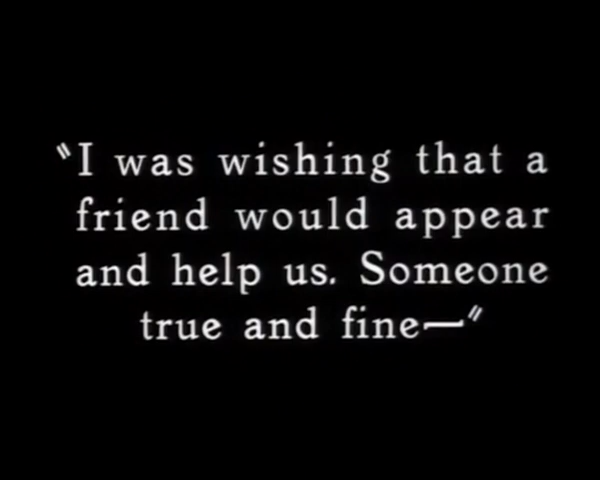 "I was wishing that a
friend would appear
and help us. Someone
true and fine—"